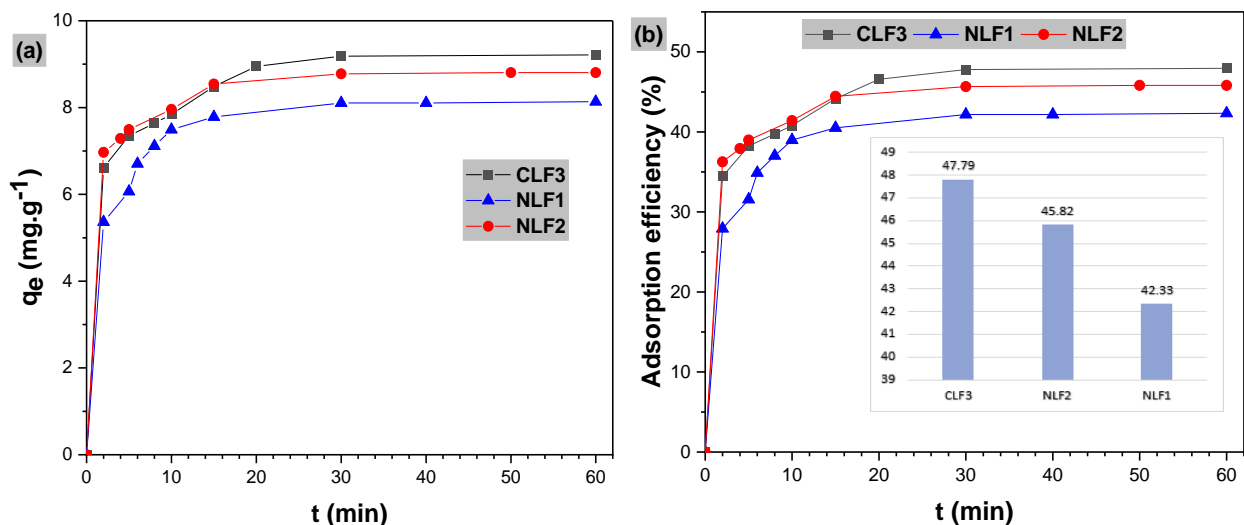 (a)
10
8
6
4
2
0
qe (mg.g-1)
CLF3
NLF1
NLF2
0 10 20 30 40 50 60
t (min)
(b)
CLF3 NLF1 NLF2
50
40
30
20
10
0
Adsorption efficiency (%)
49
48
47
46
45
44
43
42
41
40
39
47.79
45.82
42.33
CLF3 NLF2 NLF1
0 10 20 30 40 50 60
t (min)